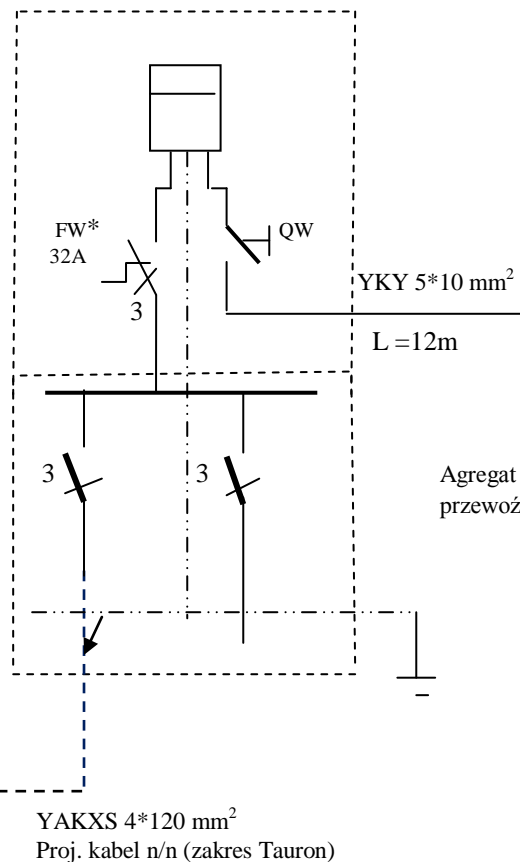 FW*
32A
3
QW
YKY 5*10 mm²
L =12m
3
3
Agregat
YAKXS 4*120 mm²
Proj. kabel n/n (zakres Tauron)